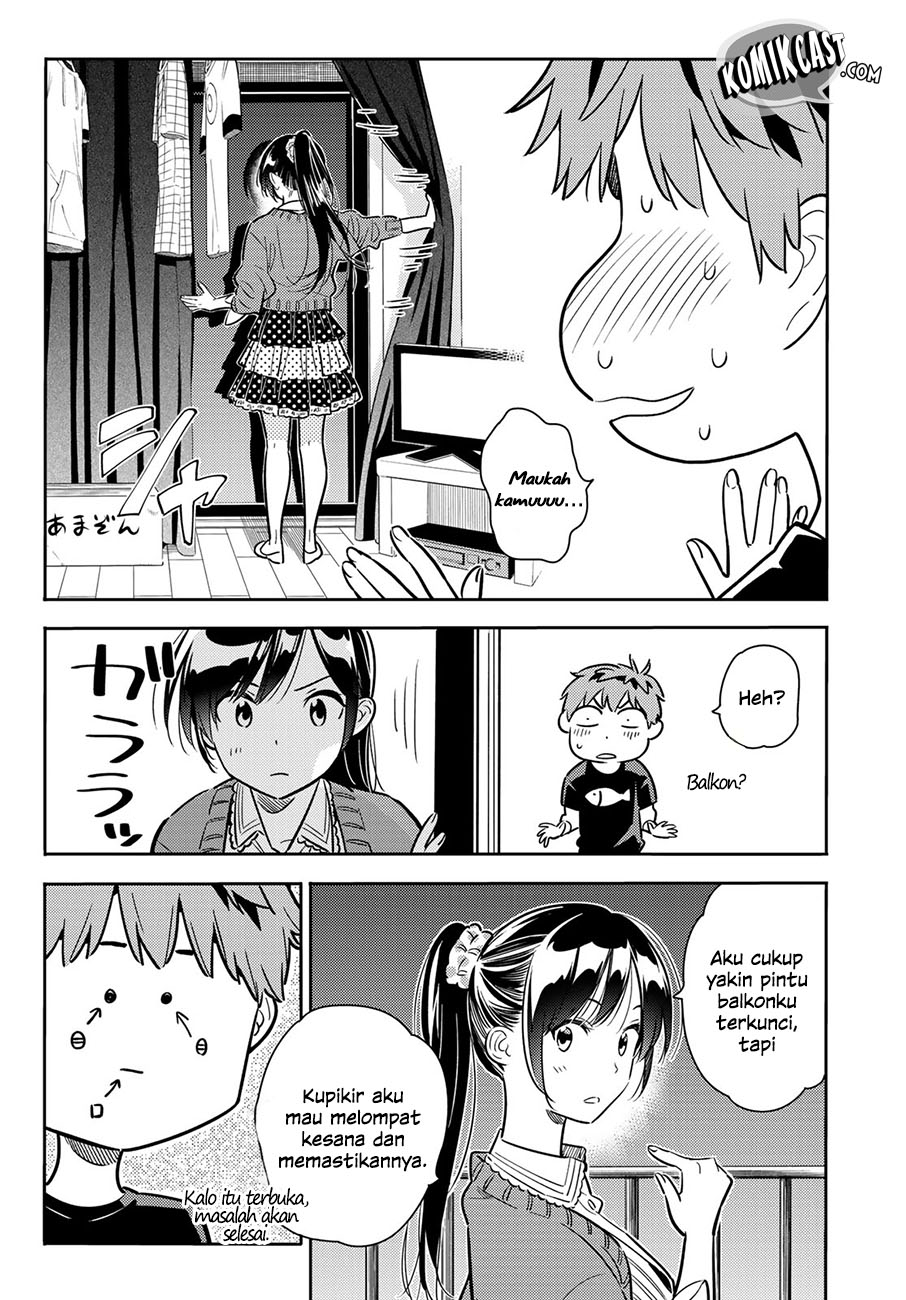 KOMIKCAST
.COM
Maukah
kamuuuu...
シャ
あまぞん
Heh?
Balkon?
ガラララッ
Aku cukup
yakin pintu
balkonku
terkunci,
tapi
Kupikir aku
mau melompat
kesana dan
memastikannya.
Kalo itu terbuka,
masalah akan
selesai.